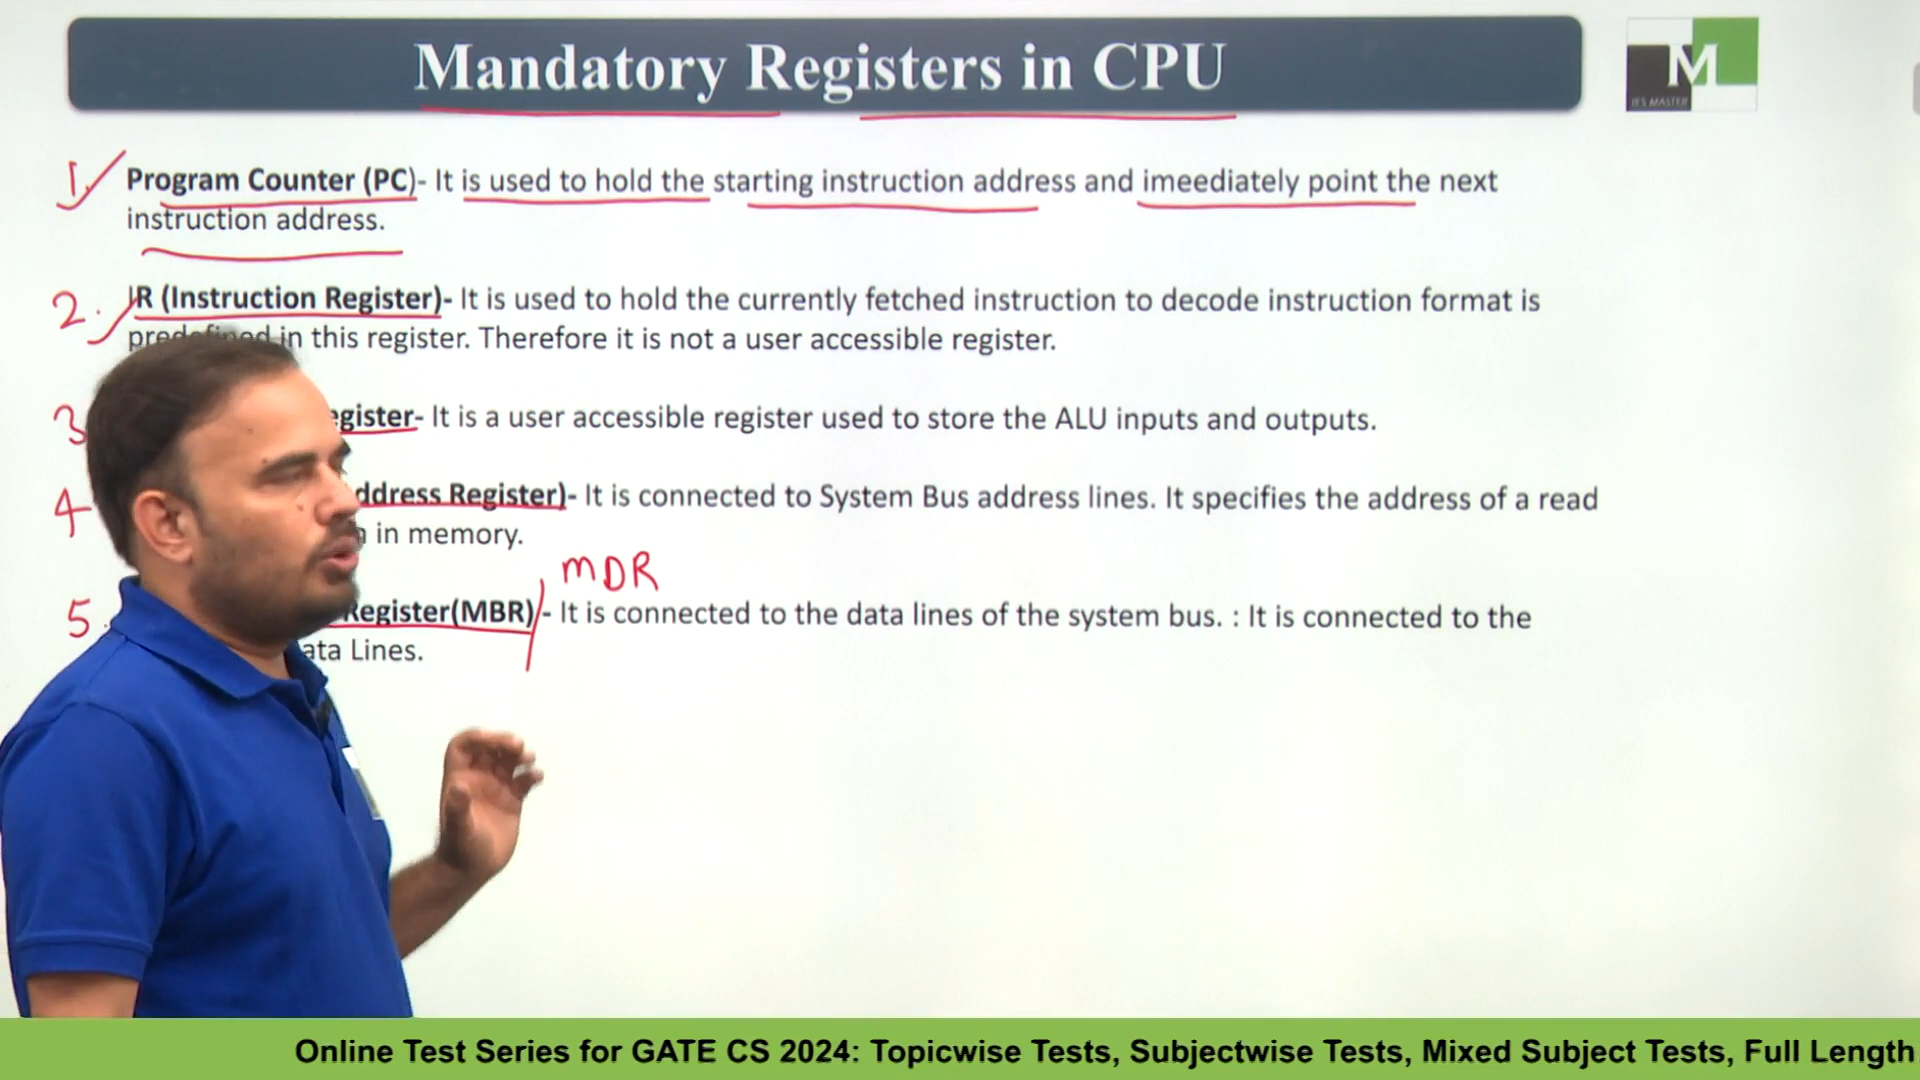 Mandatory Registers in CPU
M
IES MASTER
1. Program Counter (PC)- It is used to hold the starting instruction address and imeediately point the next
instruction address.
2. IR (Instruction Register)- It is used to hold the currently fetched instruction to decode instruction format is
in this register. Therefore it is not a user accessible register.
3 egister- It is a user accessible register used to store the ALU inputs and outputs.
4 ddress Register)- It is connected to System Bus address lines. It specifies the address of a read
in memory.
MDR
5. Register(MBR)- It is connected to the data lines of the system bus. : It is connected to the
ata Lines.
Online Test Series for GATE CS 2024: Topicwise Tests, Subjectwise Tests, Mixed Subject Tests, Full Length